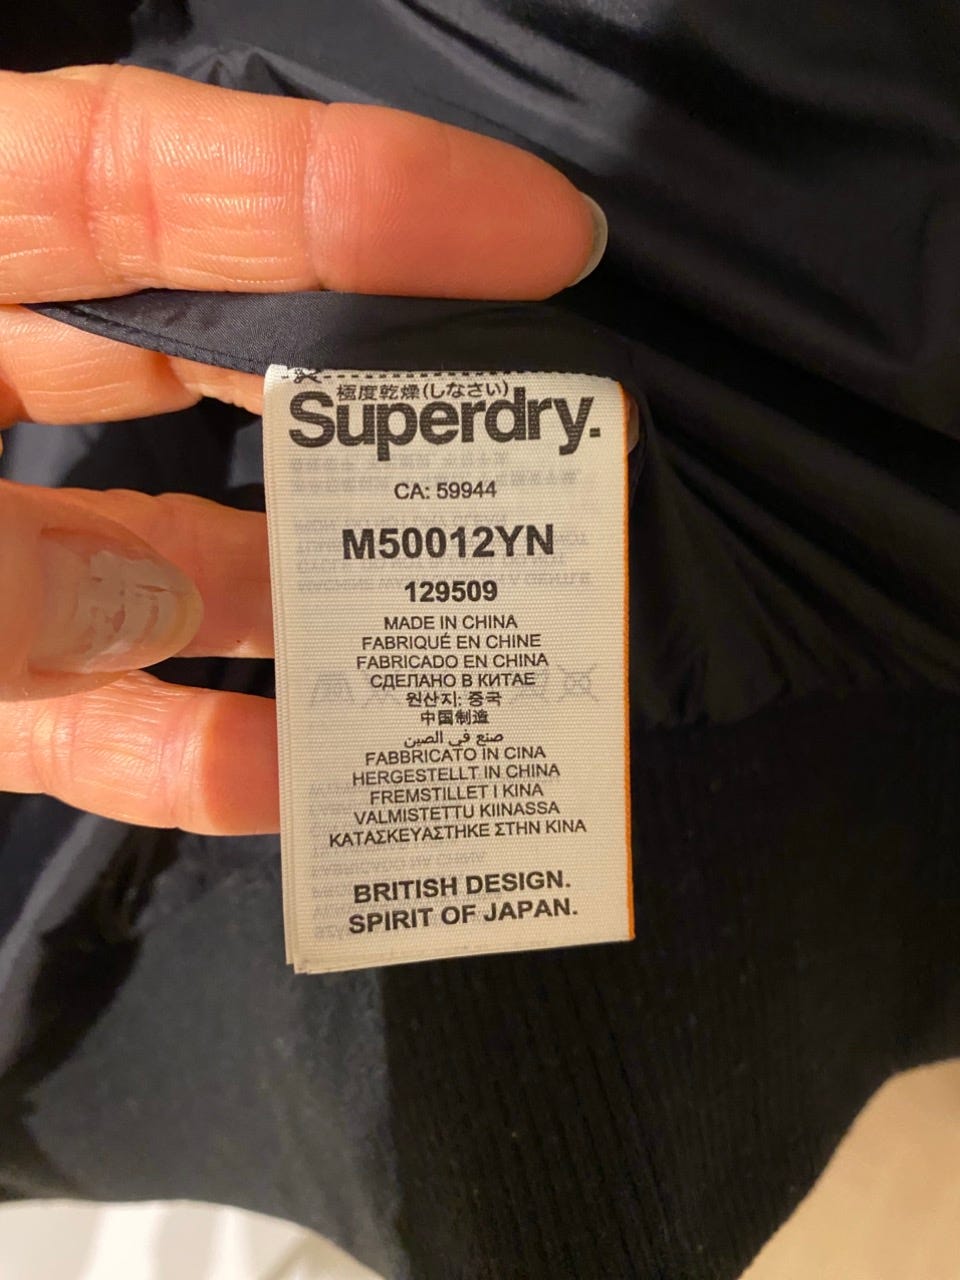 極度乾燥(しなさい)
Superdry.
CA: 59944
M50012YN
129509
MADE IN CHINA
FABRIQUÉ EN CHINE
FABRICADO EN CHINA
СДЕЛАНО В КИТАЕ
원산지: 중국
中国制造
صنع في الصين
FABBRICATO IN CINA
HERGESTELLT IN CHINA
FREMSTILLET I KINA
VALMISTETTU KIINASSA
ΚΑΤΑΣΚΕΥΑΣΤΗΚΕ ΣΤΗΝ ΚΙΝΑ
BRITISH DESIGN.
SPIRIT OF JAPAN.